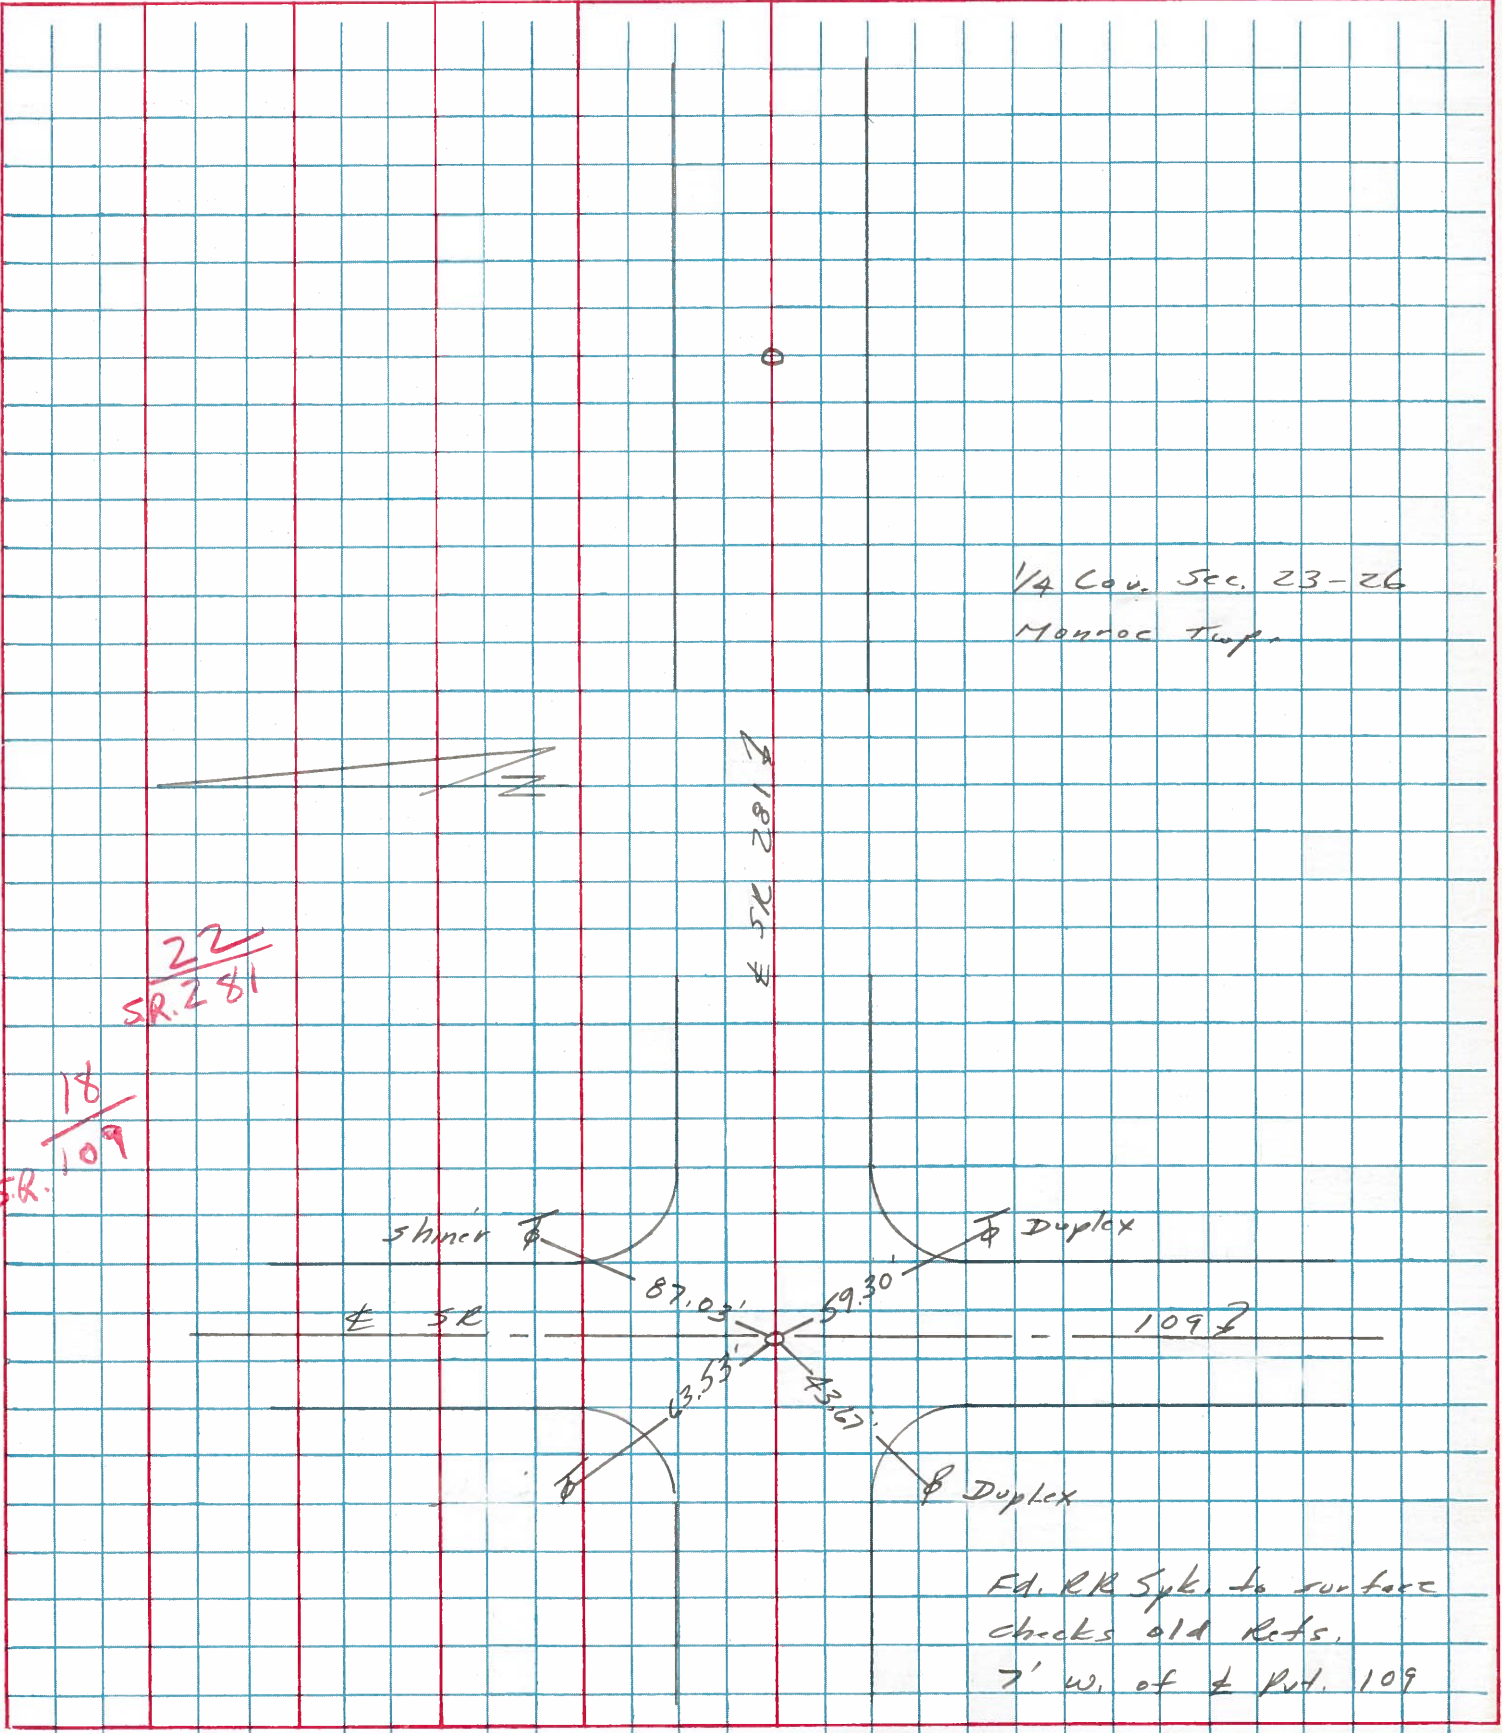 1/4 Cor. Sec. 23-26
Monroe Twp.
N
℄ SR 281
22
S.R. 281
18
S.R. 109
Shiner
Duplex
87.03'
59.30'
℄ SR 109
63.53'
43.67'
Duplex
Fd. RR Spk. to surface
checks old Refs.
7' W. of ℄ Pvt. 109